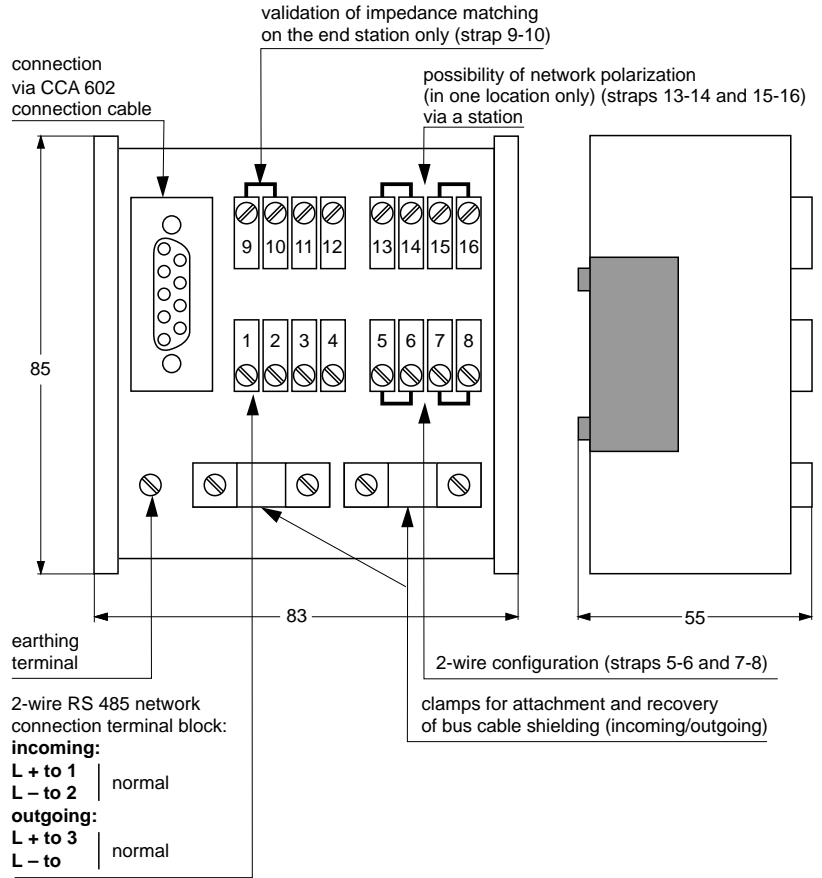 validation of impedance matching
on the end station only (strap 9-10)
connection
via CCA 602
connection cable
possibility of network polarization
(in one location only) (straps 13-14 and 15-16)
via a station
9 10 11 12 13 14 15 16
1 2 3 4 5 6 7 8
85
83
55
earthing
terminal
2-wire configuration (straps 5-6 and 7-8)
clamps for attachment and recovery
of bus cable shielding (incoming/outgoing)
2-wire RS 485 network
connection terminal block:
incoming:
L + to 1
L – to 2
normal
outgoing:
L + to 3
L – to
normal